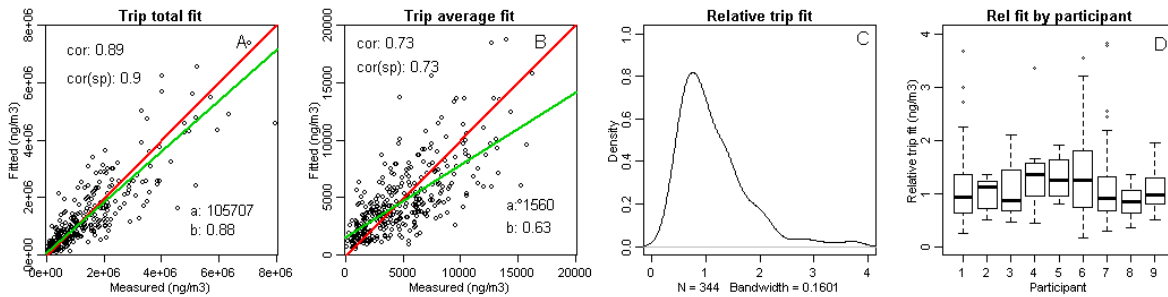 Trip total fit
A
cor: 0.89
cor(sp): 0.9
a: 105707
b: 0.88
Fitted (ng/m3)
0e+00 2e+06 4e+06 6e+06 8e+06
0e+00 2e+06 4e+06 6e+06 8e+06
Measured (ng/m3)
Trip average fit
B
cor: 0.73
cor(sp): 0.73
a: 1560
b: 0.63
Fitted (ng/m3)
0 5000 10000 15000 20000
0 5000 10000 15000 20000
Measured (ng/m3)
Relative trip fit
C
Density
0.0 0.2 0.4 0.6 0.8 1.0
0 1 2 3 4
N = 344 Bandwidth = 0.1601
Rel fit by participant
D
Relative trip fit (ng/m3)
0 1 2 3 4
1 2 3 4 5 6 7 8 9
Participant